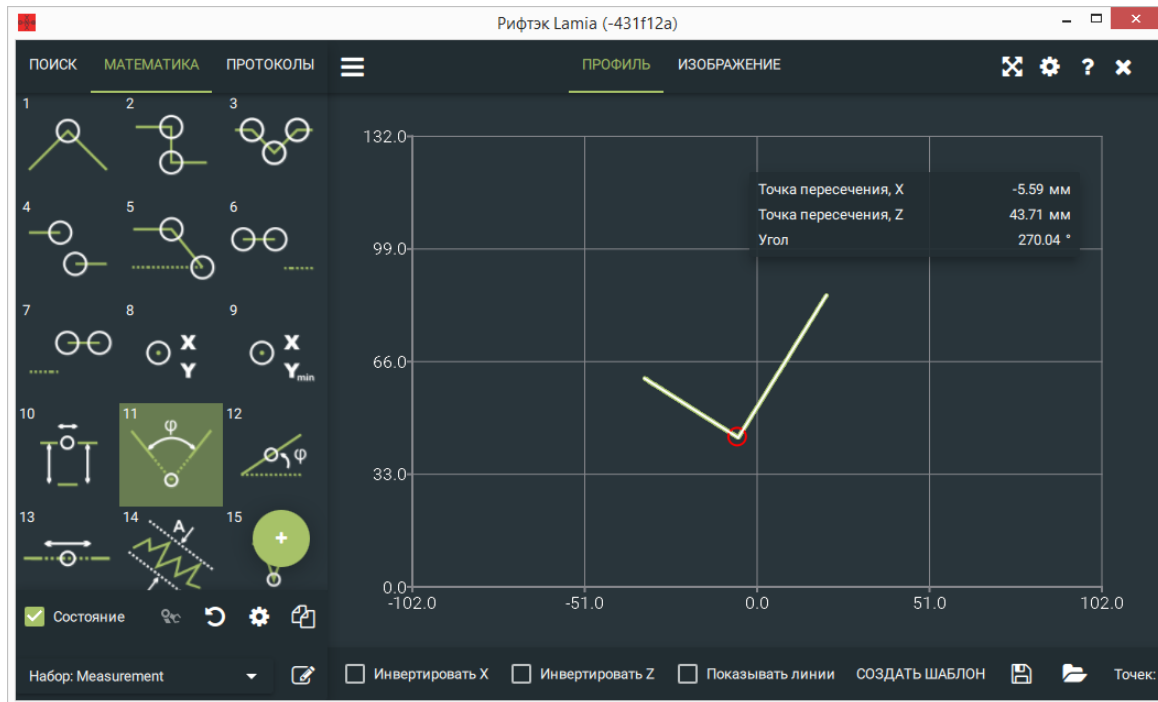 Рифтэк Lamia (-431f12a)
ПОИСК МАТЕМАТИКА ПРОТОКОЛЫ
ПРОФИЛЬ ИЗОБРАЖЕНИЕ
?
1 2 3
4 5 6
7 8 9
X
Y
X
Ymin
10 11 12
φ
φ
13 14 15
A
+
Состояние
Набор: Measurement
132.0
99.0
66.0
33.0
0.0
-102.0 -51.0 0.0 51.0 102.0
Точка пересечения, X -5.59 мм
Точка пересечения, Z 43.71 мм
Угол 270.04 °
Инвертировать X Инвертировать Z Показывать линии СОЗДАТЬ ШАБЛОН Точек: